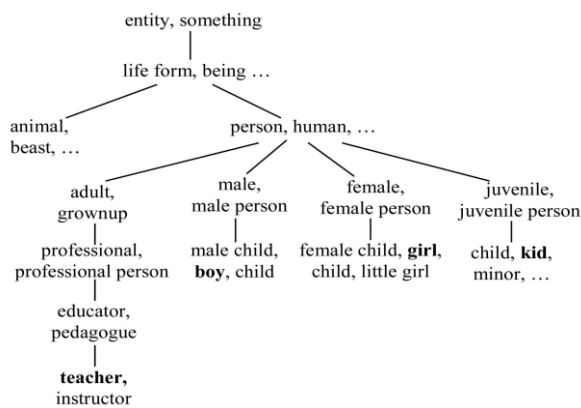 entity, something
life form, being …
animal,
beast, …
person, human, …
adult,
grownup
male,
male person
female,
female person
juvenile,
juvenile person
professional,
professional person
male child,
boy, child
female child, girl,
child, little girl
child, kid,
minor, …
educator,
pedagogue
teacher,
instructor